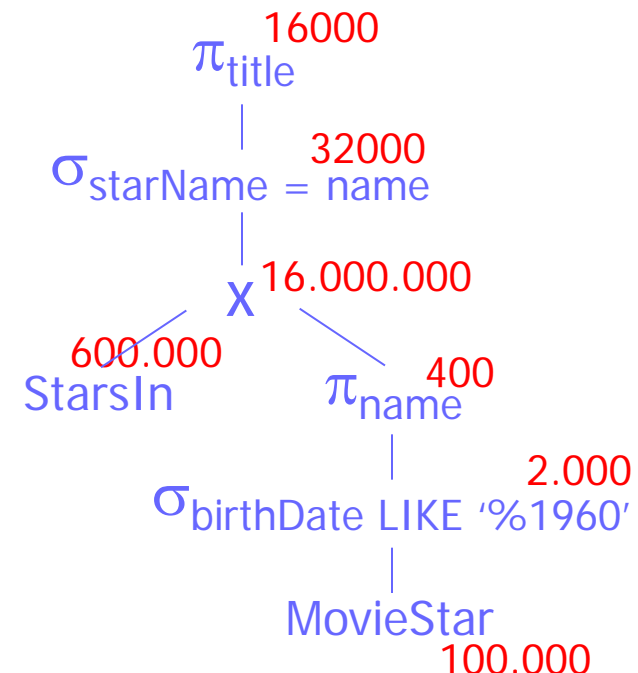 16000
πtitle
32000
σstarName = name
x 16.000.000
600.000
StarsIn
400
πname
2.000
σbirthDate LIKE ‘%1960’
MovieStar
100.000